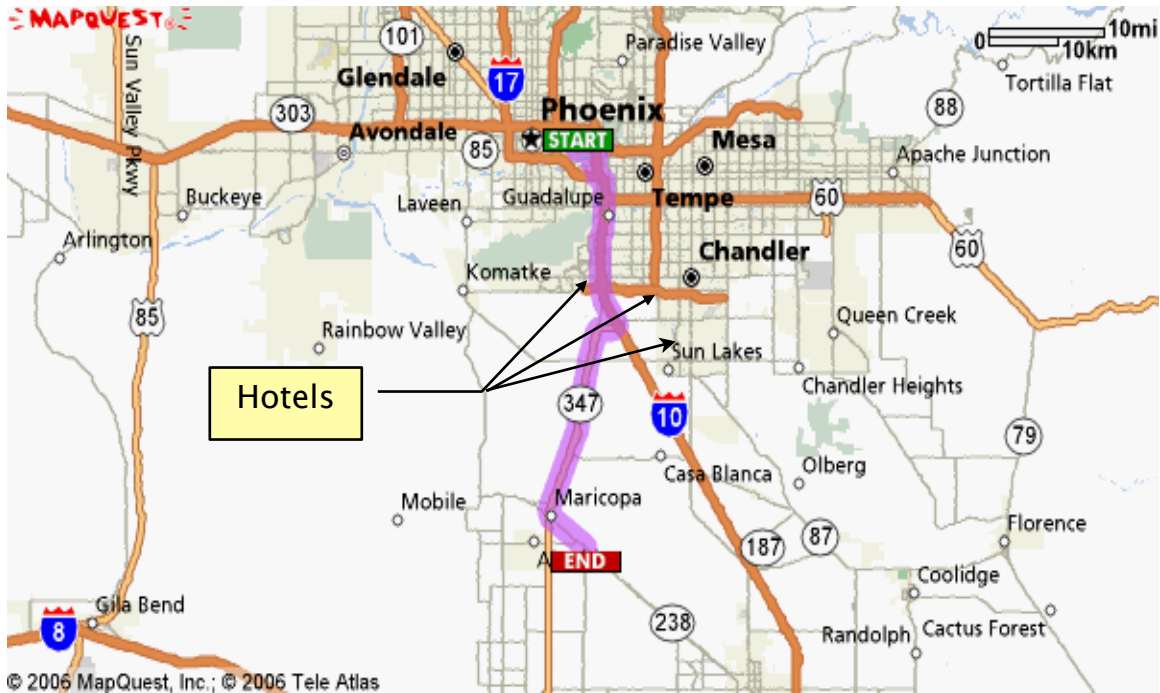 MAPQUEST®
10mi
10km
Sun Valley Pkwy
101
Glendale
17
Paradise Valley
Tortilla Flat
303
Avondale
Phoenix
START
88
85
Mesa
Apache Junction
Buckeye
Laveen
Guadalupe
Tempe
60
Arlington
Chandler
60
Komatke
85
Rainbow Valley
Queen Creek
Sun Lakes
Hotels
Chandler Heights
347
10
79
Casa Blanca
Olberg
Mobile
Maricopa
Florence
187
87
A
END
Coolidge
Gila Bend
8
238
Randolph
Cactus Forest
© 2006 MapQuest, Inc.; © 2006 Tele Atlas